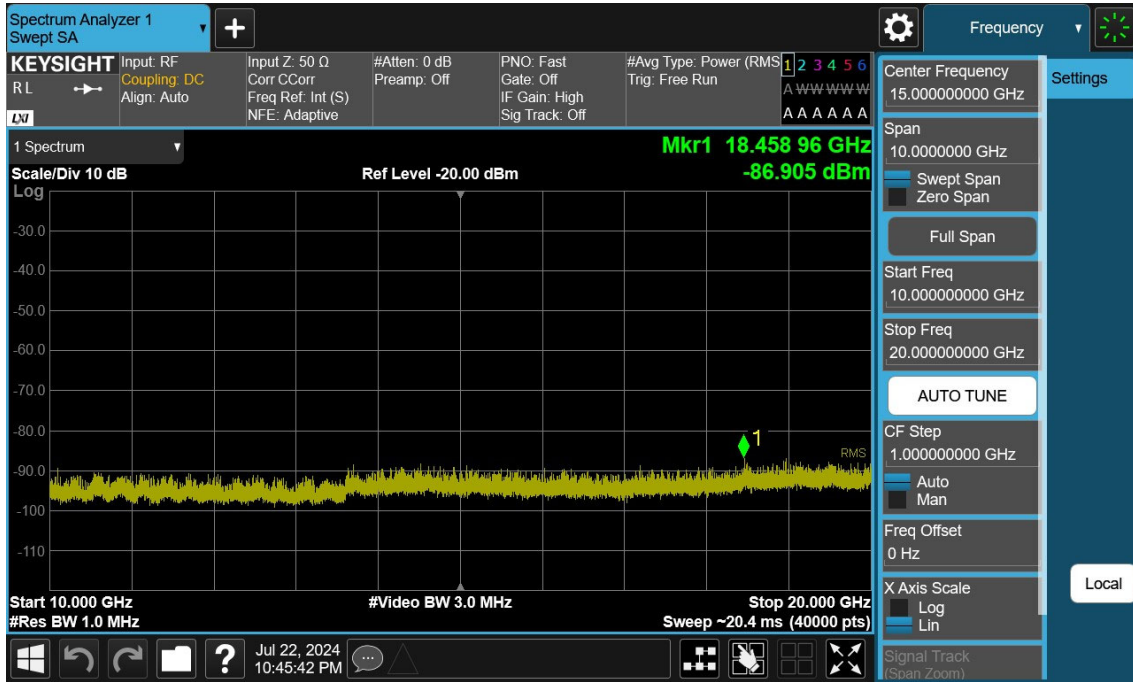 Spectrum Analyzer 1
Swept SA
+
Frequency
KEYSIGHT
R L
LXI
Input: RF
Coupling: DC
Align: Auto
Input Z: 50 Ω
Corr CCorr
Freq Ref: Int (S)
NFE: Adaptive
#Atten: 0 dB
Preamp: Off
PNO: Fast
Gate: Off
IF Gain: High
Sig Track: Off
#Avg Type: Power (RMS
Trig: Free Run
1 2 3 4 5 6
A W W W W W
A A A A A A
1 Spectrum
Mkr1 18.458 96 GHz
-86.905 dBm
Scale/Div 10 dB
Ref Level -20.00 dBm
Log
-30.0
-40.0
-50.0
-60.0
-70.0
-80.0
-90.0
-100
-110
1
RMS
Start 10.000 GHz
#Video BW 3.0 MHz
Stop 20.000 GHz
#Res BW 1.0 MHz
Sweep ~20.4 ms (40000 pts)
?
Jul 22, 2024
10:45:42 PM
Center Frequency
15.000000000 GHz
Span
10.0000000 GHz
Swept Span
Zero Span
Full Span
Start Freq
10.000000000 GHz
Stop Freq
20.000000000 GHz
AUTO TUNE
CF Step
1.000000000 GHz
Auto
Man
Freq Offset
0 Hz
X Axis Scale
Log
Lin
Signal Track
(Span Zoom)
Settings
Local